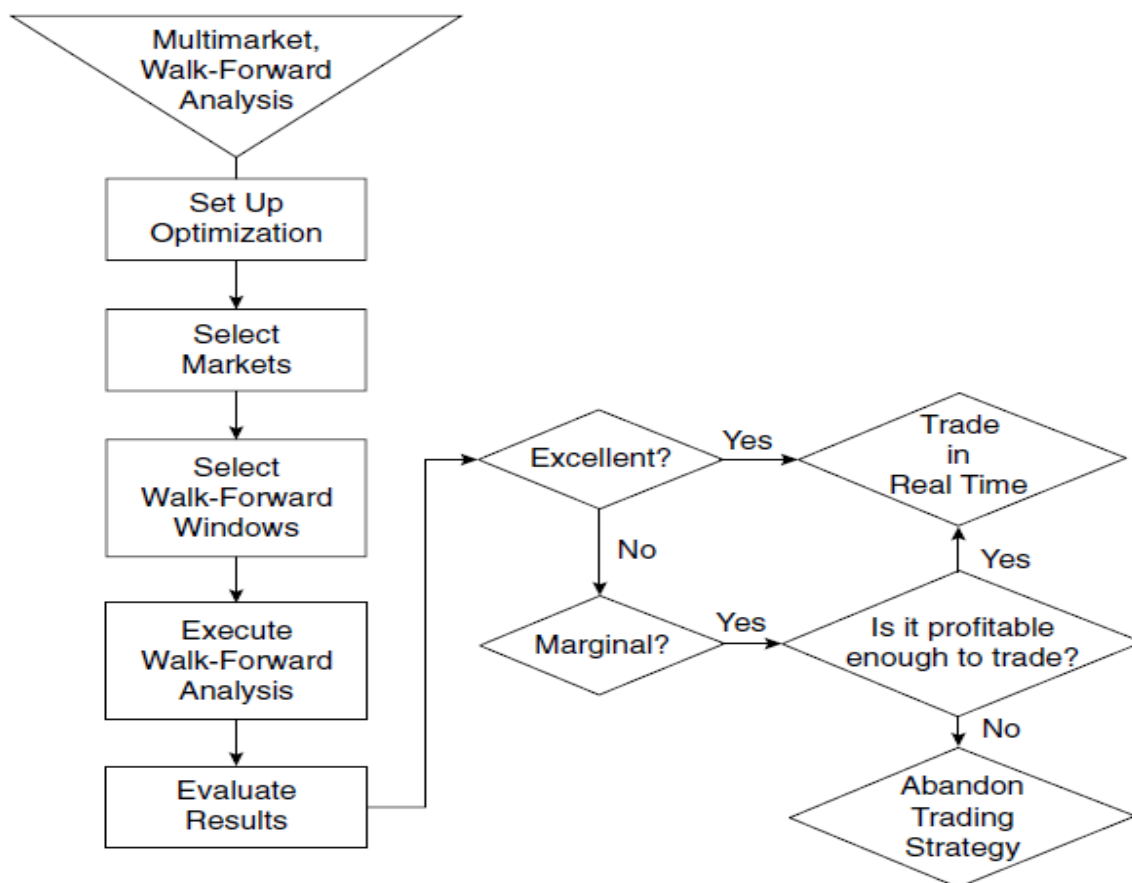 Multimarket,
Walk-Forward
Analysis
Set Up
Optimization
Select
Markets
Select
Walk-Forward
Windows
Execute
Walk-Forward
Analysis
Evaluate
Results
Excellent?
Yes
Trade
in
Real Time
No
Marginal?
Yes
Is it profitable
enough to trade?
Yes
No
Abandon
Trading
Strategy